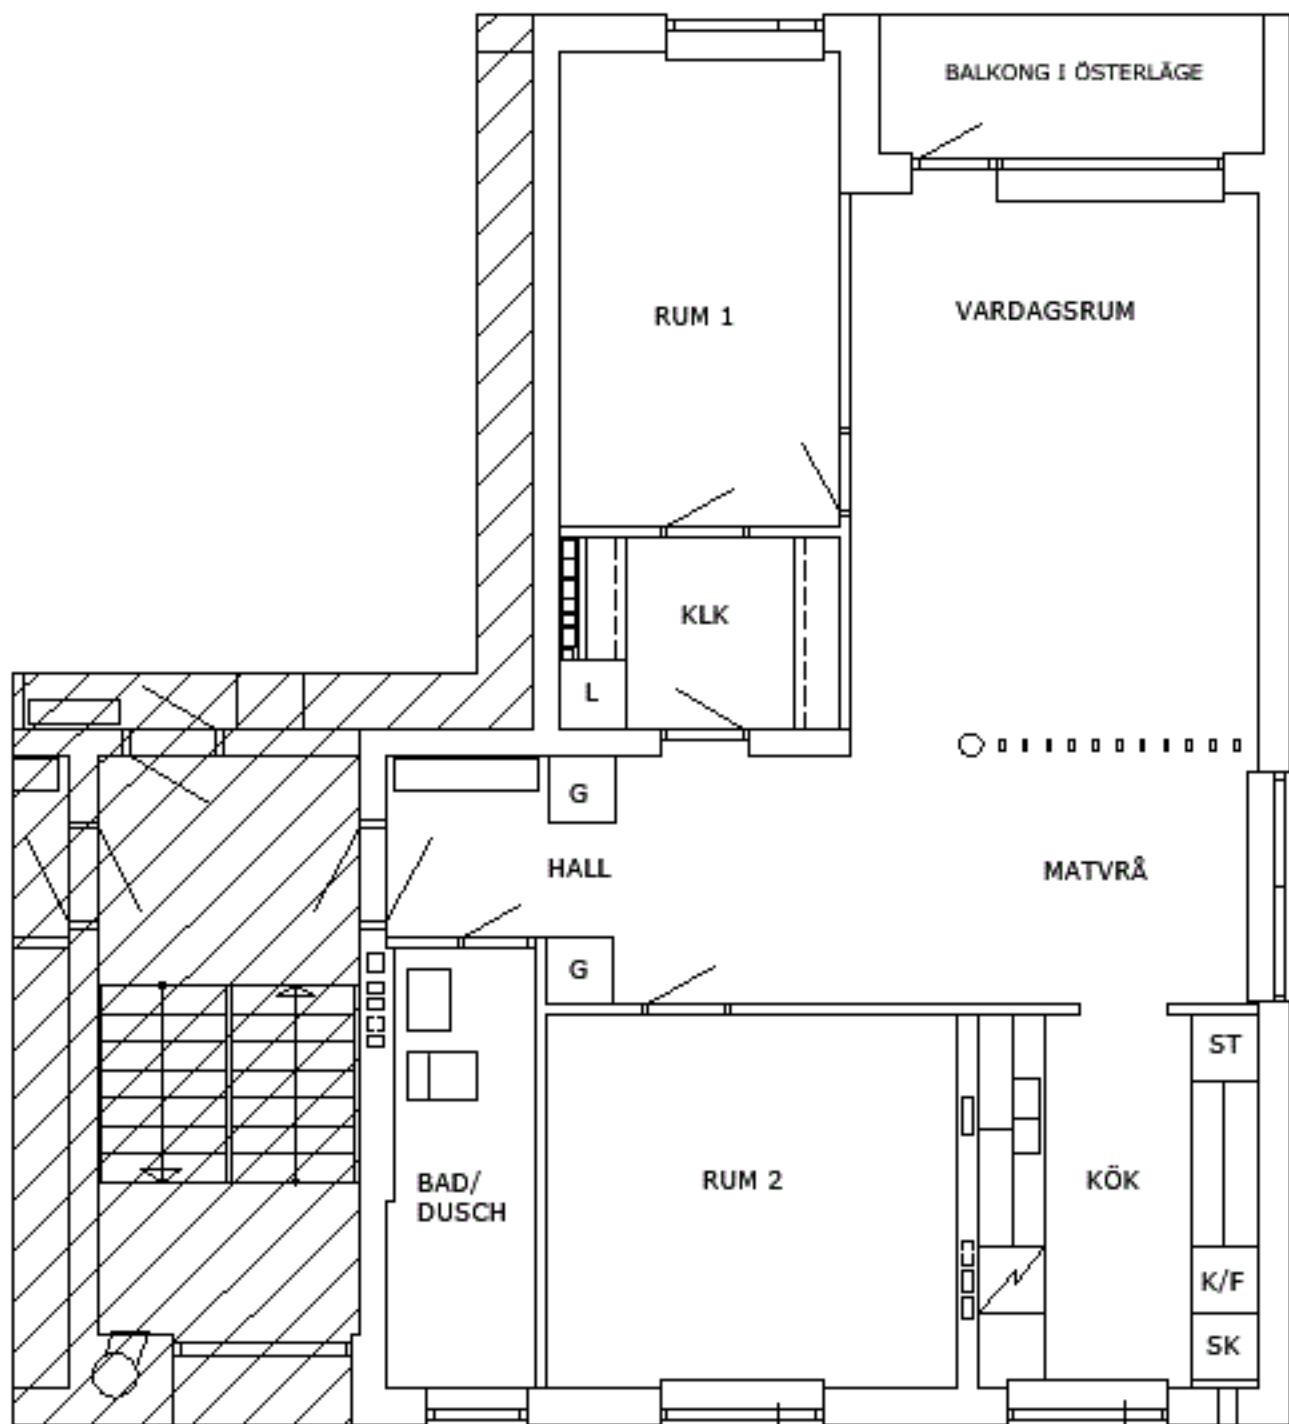 BALKONG I ÖSTERLÄGE
RUM 1
VARDAGSRUM
KLK
L
G
HALL
MATVRÅ
G
ST
BAD/
DUSCH
RUM 2
KÖK
K/F
SK